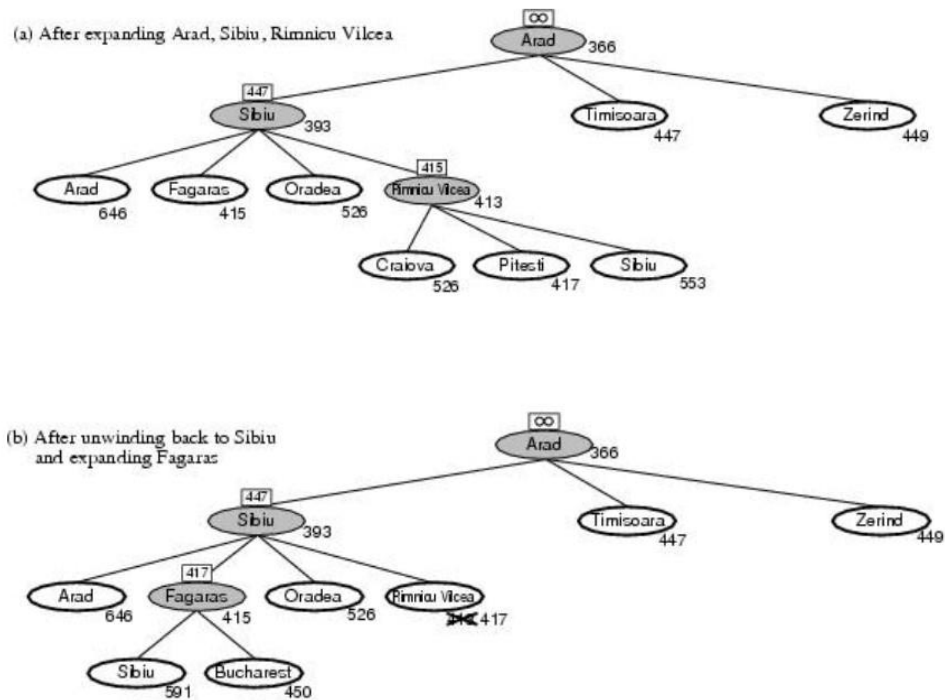 ∞
(a) After expanding Arad, Sibiu, Rimnicu Vilcea
Arad
366
447
Sibiu
393
Timisoara
447
Zerind
449
415
Arad
646
Fagaras
415
Oradea
526
Rimnicu Vilcea
413
Craiova
526
Pitesti
417
Sibiu
553
∞
(b) After unwinding back to Sibiu
and expanding Fagaras
Arad
366
447
Sibiu
393
Timisoara
447
Zerind
449
417
Arad
646
Fagaras
415
Oradea
526
Rimnicu Vilcea
417
Sibiu
591
Bucharest
450